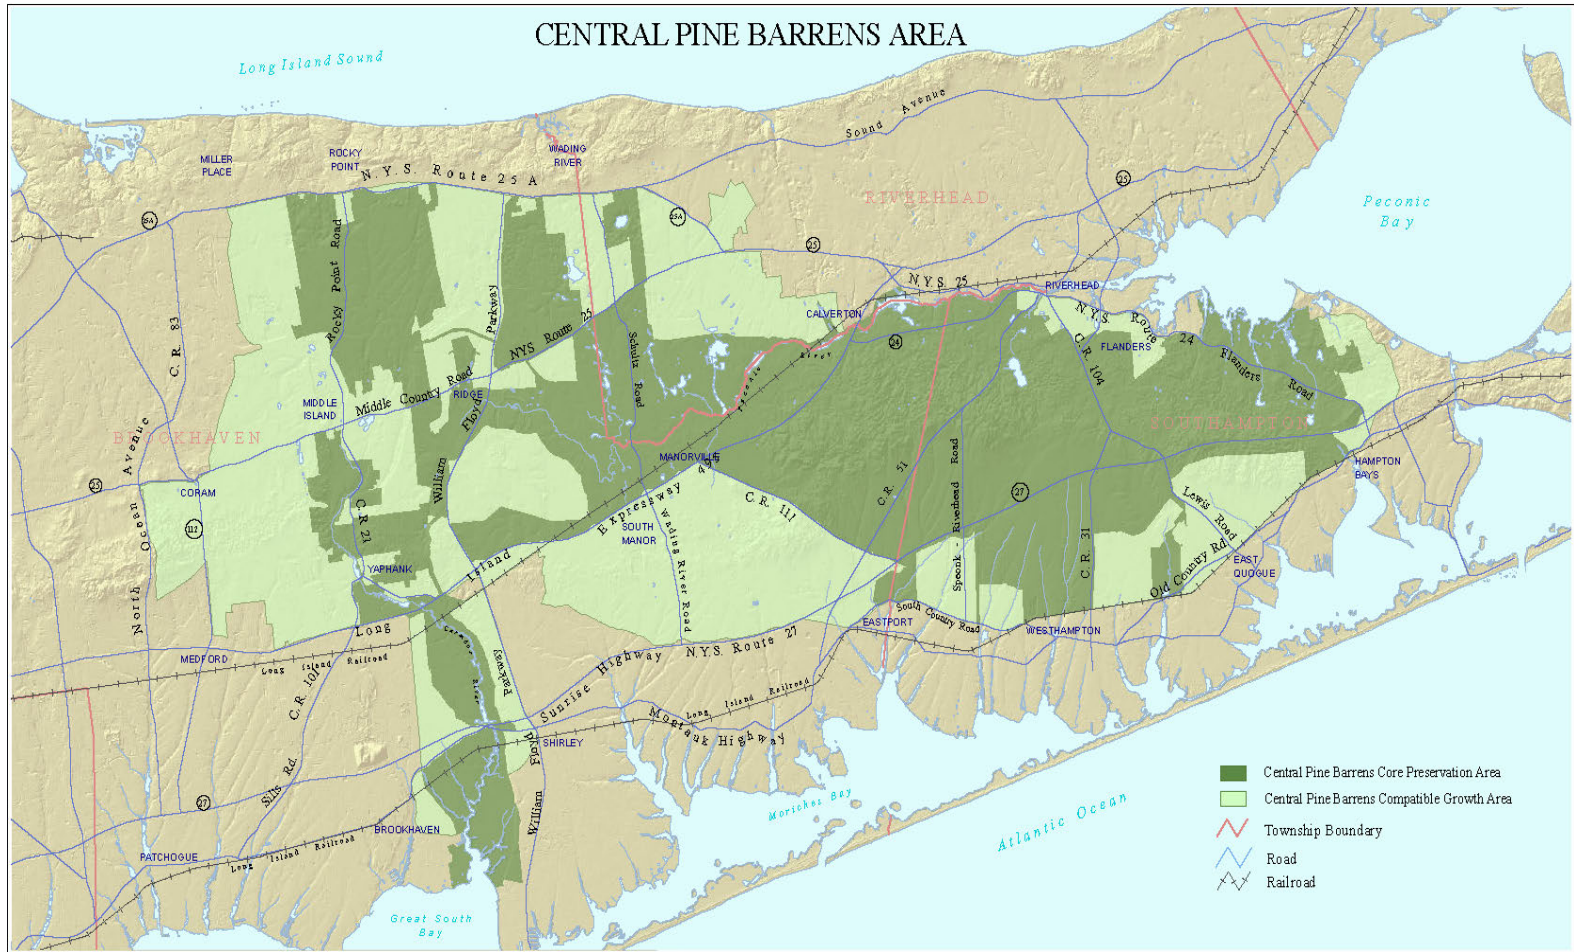 CENTRAL PINE BARRENS AREA
Long Island Sound
Sound Avenue
MILLER
PLACE
ROCKY
POINT
WADING
RIVER
N.Y.S. Route 25 A
25
RIVERHEAD
Peconic
Bay
25A
25A
25
Rocky Point Road
Parkway
N.Y.S. 25
RIVERHEAD
CALVERTON
N.Y.S. Route 24
FLANDERS
Flanders Road
C.R. 83
NYS Route 25
Schultz Road
24
River
Peconic
C.R. 104
MIDDLE
ISLAND
Middle Country Road
RIDGE
Floyd
William
BROOKHAVEN
SOUTHAMPTON
North Ocean Avenue
25
CORAM
112
MANORVILLE
495
HAMPTON
BAYS
C.R. 51
27
C.R. 111
Speonk - Riverhead Road
Lewis Road
C.R 21
Long Island Expressway
SOUTH
MANOR
Wading River Road
C.R. 31
EAST
QUOGUE
Old Country Rd
YAPHANK
South Country Road
EASTPORT
WESTHAMPTON
MEDFORD
Long Island Railroad
Carmans River
Parkway
Sunrise Highway N.Y.S. Route 27
C.R. 101
Long Island Railroad
Montauk Highway
SHIRLEY
Floyd
William
Sills Rd.
27
BROOKHAVEN
PATCHOGUE
Long Island Railroad
Moriches Bay
Atlantic Ocean
Great South
Bay
Central Pine Barrens Core Preservation Area
Central Pine Barrens Compatible Growth Area
Township Boundary
Road
Railroad